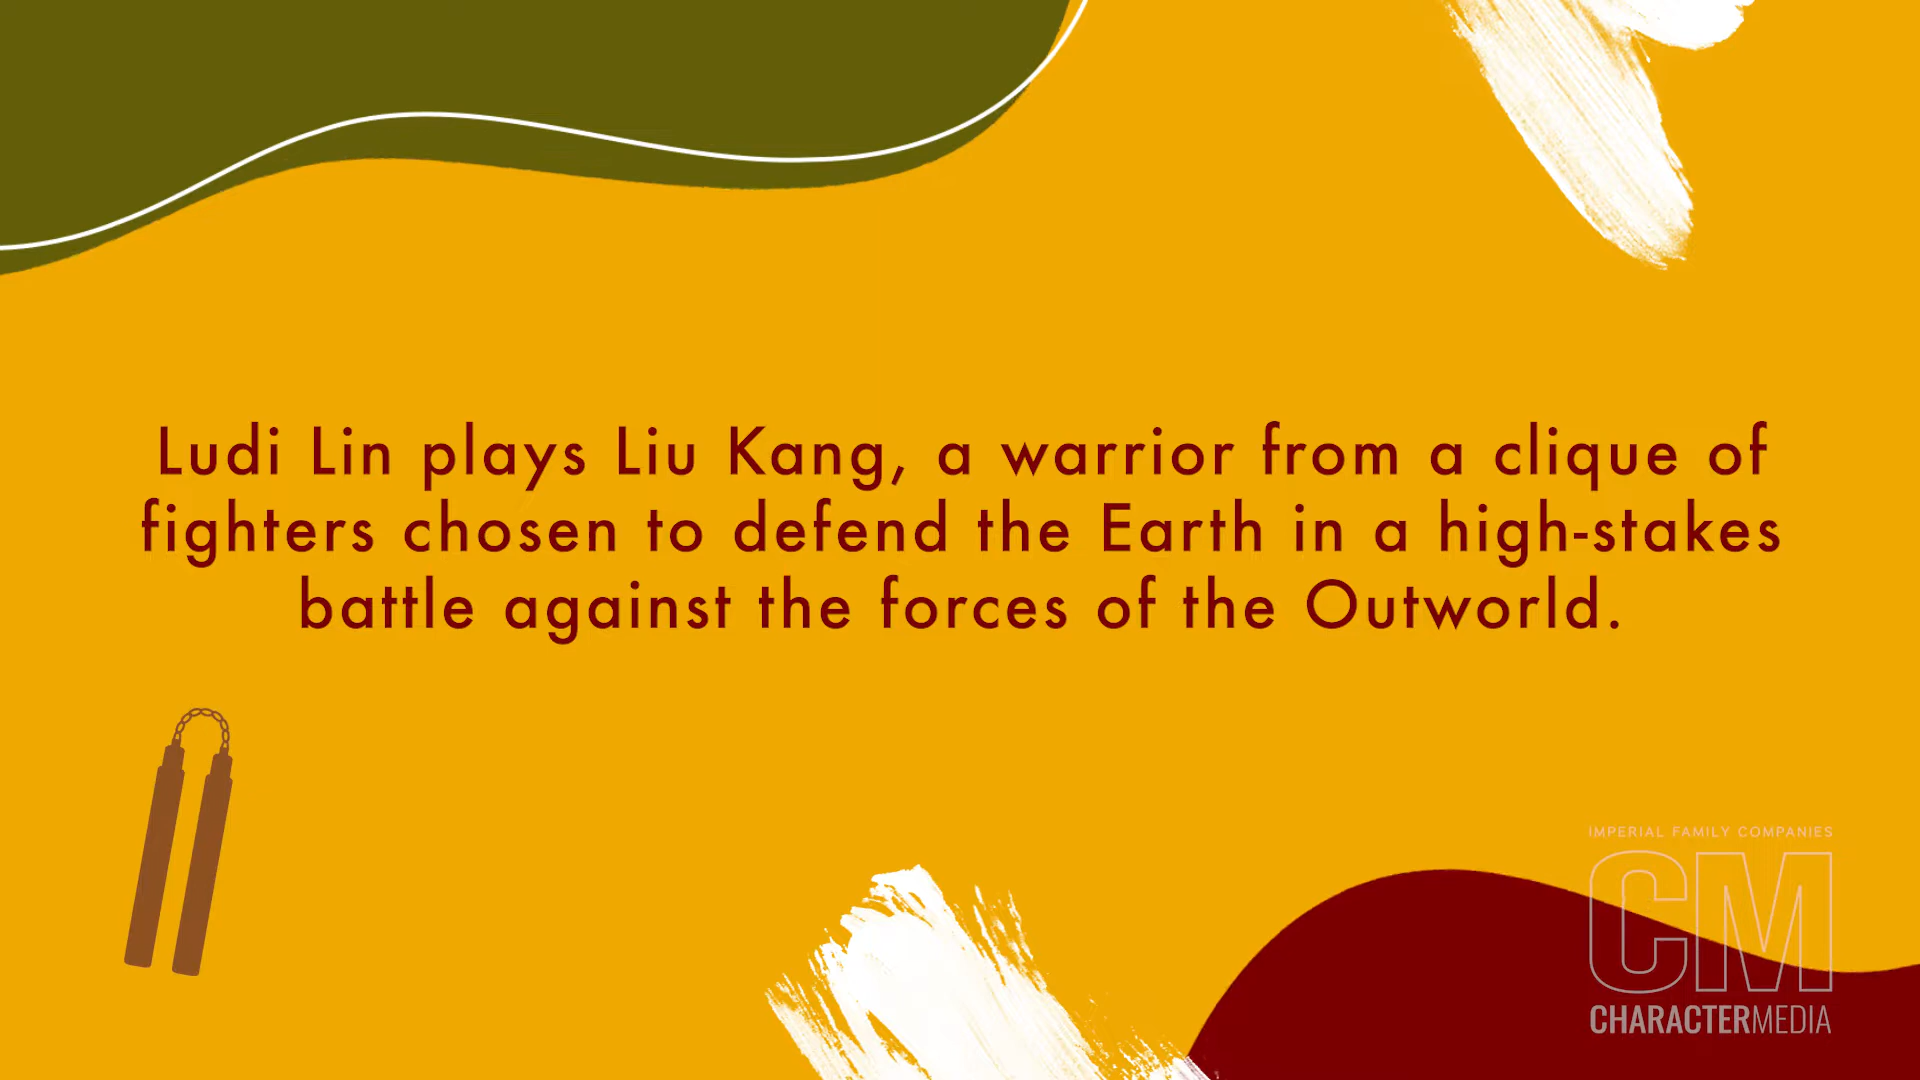 Ludi Lin plays Liu Kang, a warrior from a clique of
fighters chosen to defend the Earth in a high-stakes
battle against the forces of the Outworld.
IMPERIAL FAMILY COMPANIES
CM
CHARACTERMEDIA